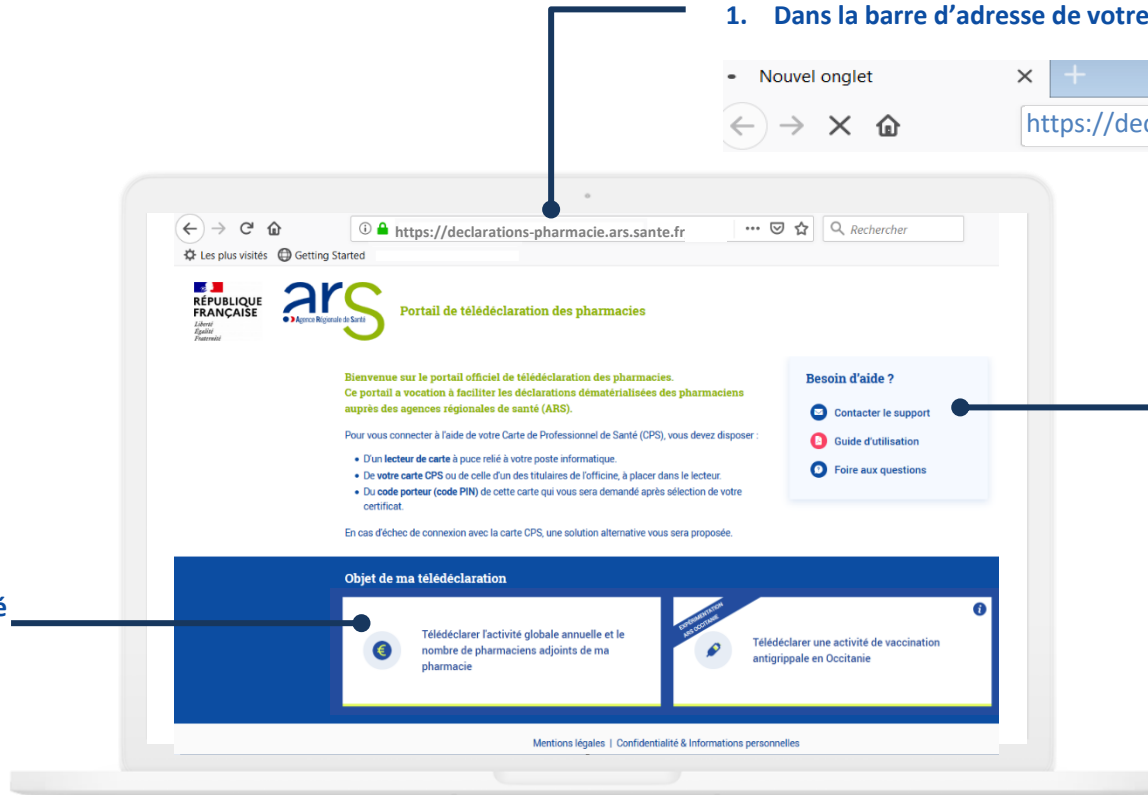 1. Dans la barre d’adresse de votre
Nouvel onglet
https://dec
https://declarations-pharmacie.ars.sante.fr
Rechercher
Les plus visités Getting Started
RÉPUBLIQUE
FRANÇAISE
Liberté
Égalité
Fraternité
ars
Agence Régionale de Santé
Portail de télédéclaration des pharmacies
Bienvenue sur le portail officiel de télédéclaration des pharmacies.
Ce portail a vocation à faciliter les déclarations dématérialisées des pharmaciens
auprès des agences régionales de santé (ARS).
Pour vous connecter à l'aide de votre Carte de Professionnel de Santé (CPS), vous devez disposer :
• D'un lecteur de carte à puce relié à votre poste informatique.
• De votre carte CPS ou de celle d'un des titulaires de l'officine, à placer dans le lecteur.
• Du code porteur (code PIN) de cette carte qui vous sera demandé après sélection de votre
certificat.
En cas d'échec de connexion avec la carte CPS, une solution alternative vous sera proposée.
Besoin d'aide ?
Contacter le support
Guide d'utilisation
Foire aux questions
é
Objet de ma télédéclaration
Télédéclarer l'activité globale annuelle et le
nombre de pharmaciens adjoints de ma
pharmacie
EXPÉRIMENTATION
ARS OCCITANIE
Télédéclarer une activité de vaccination
antigrippale en Occitanie
Mentions légales | Confidentialité & Informations personnelles